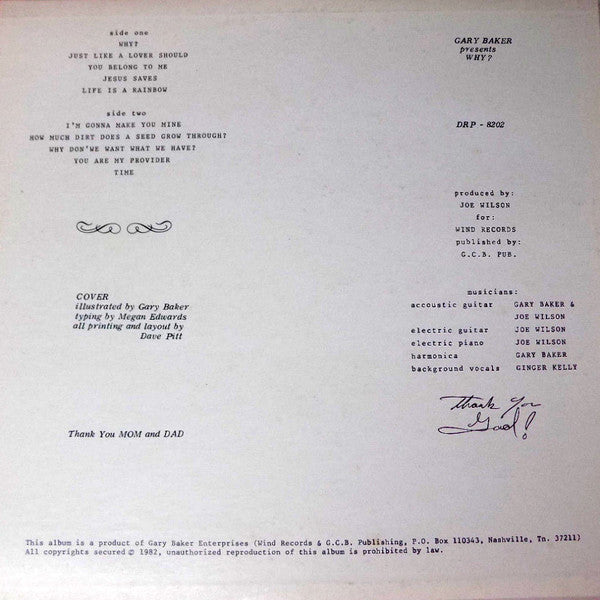 side one
WHY?
JUST LIKE A LOVER SHOULD
YOU BELONG TO ME
JESUS SAVES
LIFE IS A RAINBOW
side two
I'M GONNA MAKE YOU MINE
HOW MUCH DIRT DOES A SEED GROW THROUGH?
WHY DON'WE WANT WHAT WE HAVE?
YOU ARE MY PROVIDER
TIME
COVER
illustrated by Gary Baker
typing by Megan Edwards
all printing and layout by
Dave Pitt
Thank You MOM and DAD
GARY BAKER
presents
WHY?
DRP - 8202
produced by:
JOE WILSON
for:
WIND RECORDS
published by:
G.C.B. PUB.
musicians:
accoustic guitar GARY BAKER &
JOE WILSON
electric guitar JOE WILSON
electric piano JOE WILSON
harmonica GARY BAKER
background vocals GINGER KELLY
Thank You
God!
This album is a product of Gary Baker Enterprises (Wind Records & G.C.B. Publishing, P.O. Box 110343, Nashville, Tn. 37211)
All copyrights secured © 1982, unauthorized reproduction of this album is prohibited by law.